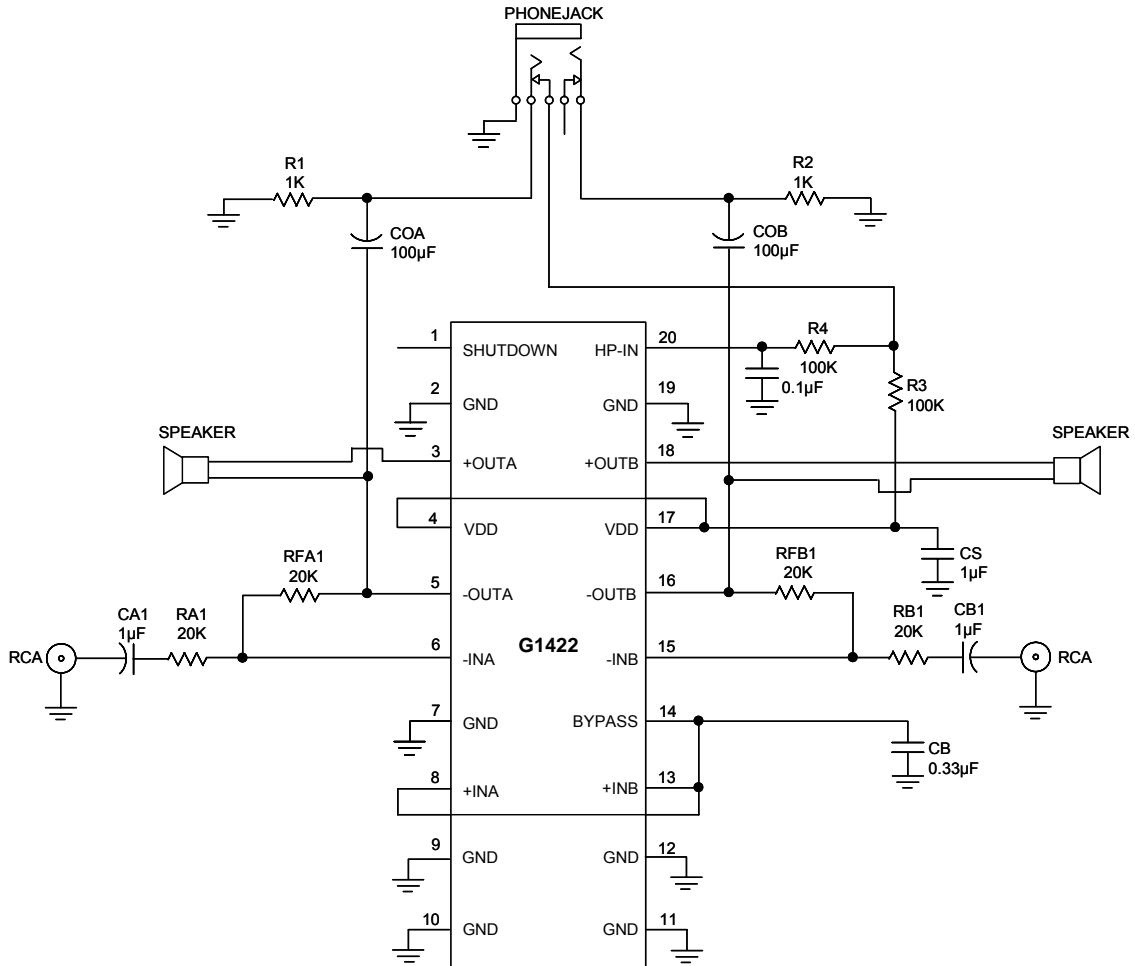 PHONEJACK
R1
1K
R2
1K
COA
100µF
COB
100µF
1
SHUTDOWN
HP-IN
20
R4
100K
0.1µF
R3
100K
2
GND
GND
19
SPEAKER
SPEAKER
3
+OUTA
+OUTB
18
4
VDD
VDD
17
CS
1µF
RFA1
20K
RFB1
20K
5
-OUTA
-OUTB
16
CA1
1µF
RA1
20K
RB1
20K
CB1
1µF
RCA
6
-INA
G1422
-INB
15
RCA
7
GND
BYPASS
14
CB
0.33µF
8
+INA
+INB
13
9
GND
GND
12
10
GND
GND
11